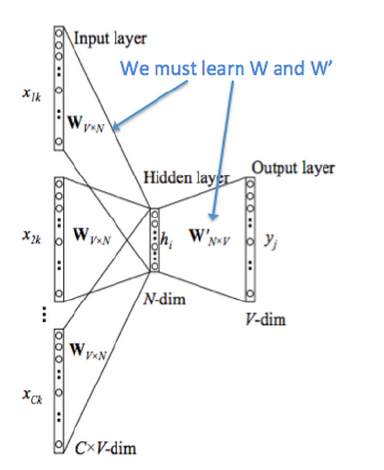 Input layer
We must learn W and W'
x1k
WV×N
Hidden layer
Output layer
x2k
WV×N
hi
W'N×V
yj
N-dim
V-dim
WV×N
xCk
C×V-dim